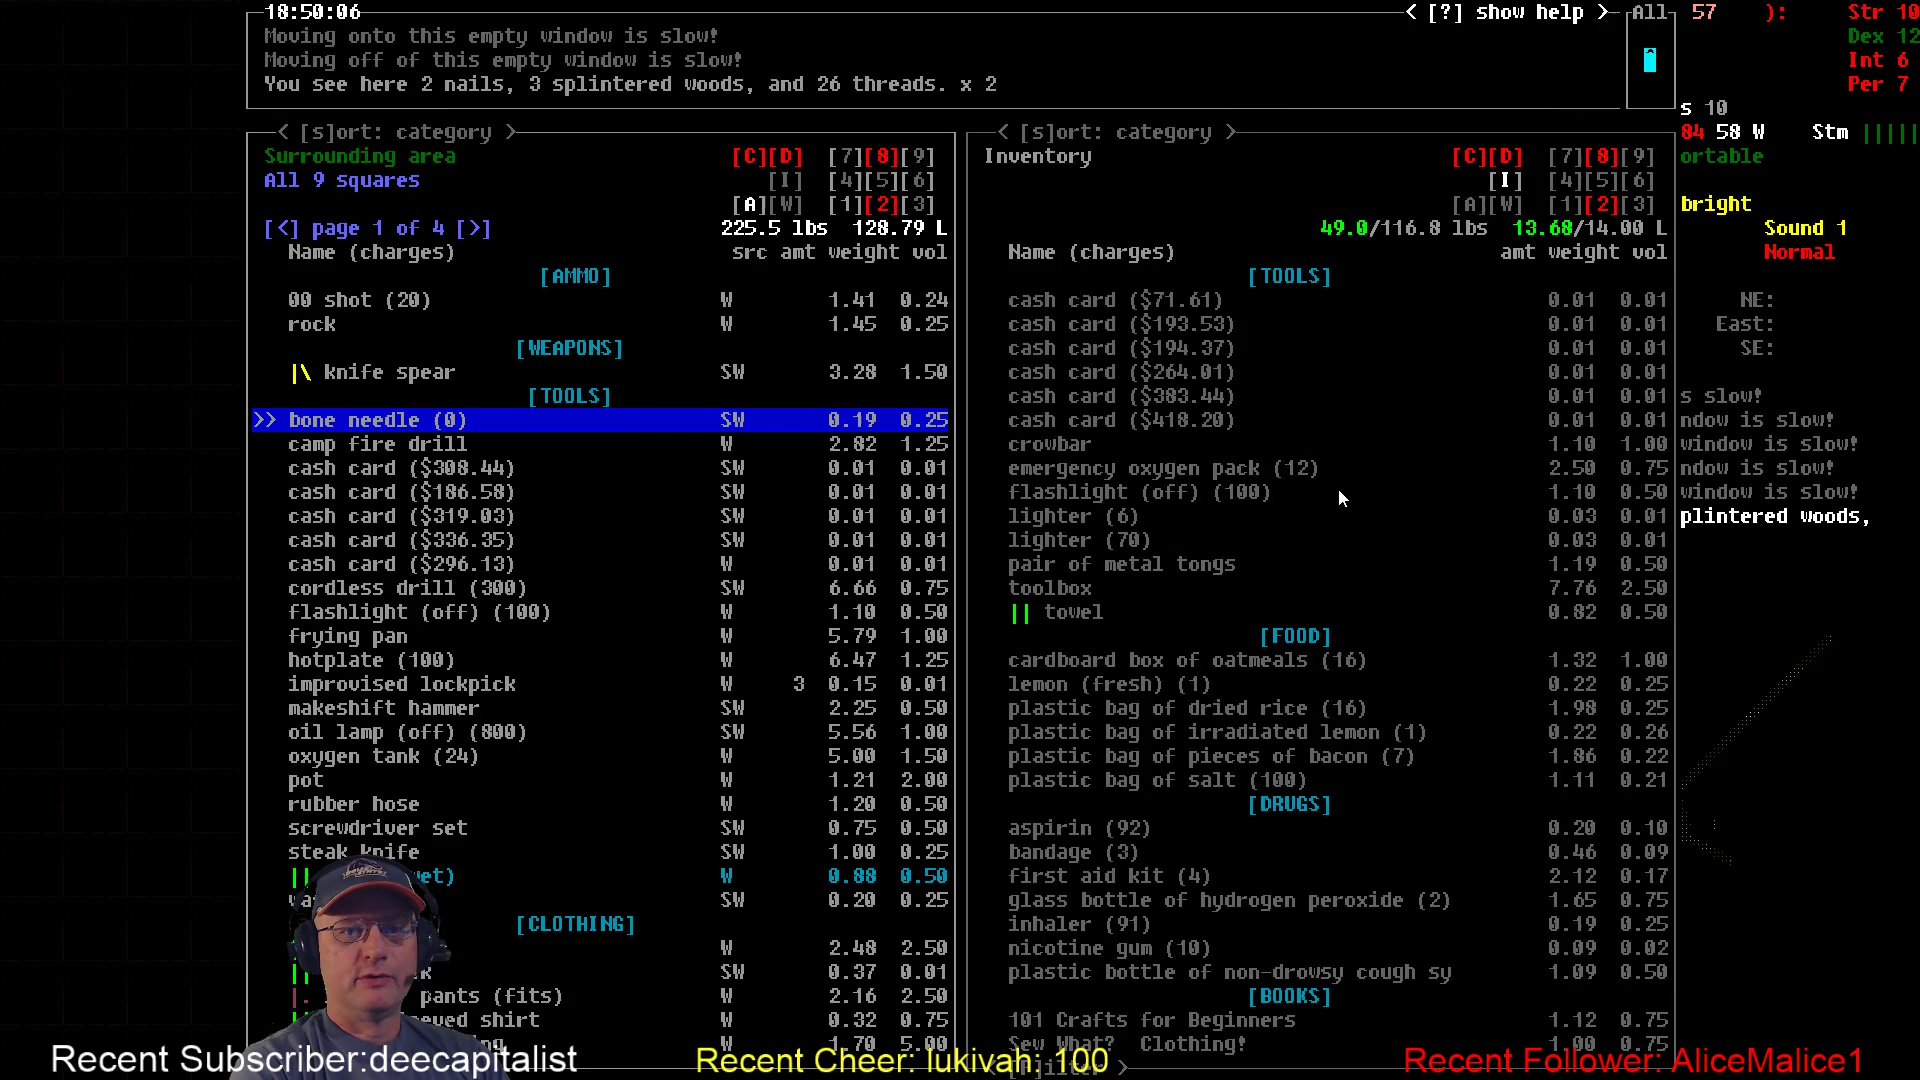 18:50:06 < [?] show help > All 57 ): Str 10
Moving onto this empty window is slow! Dex 12
Moving off of this empty window is slow! Int 6
You see here 2 nails, 3 splintered woods, and 26 threads. x 2 Per 7
s 10
< [s]ort: category > < [s]ort: category > 84 58 W Stm |||||
Surrounding area [C][D] [7][8][9] Inventory [C][D] [7][8][9] ortable
All 9 squares [I] [4][5][6] [I] [4][5][6]
[A][W] [1][2][3] [A][W] [1][2][3] bright
[<] page 1 of 4 [>] 225.5 lbs 128.79 L 49.0/116.8 lbs 13.68/14.00 L Sound 1
Name (charges) src amt weight vol Name (charges) amt weight vol Normal
[AMMO] [TOOLS]
00 shot (20) W 1.41 0.24 cash card ($71.61) 0.01 0.01 NE:
rock W 1.45 0.25 cash card ($193.53) 0.01 0.01 East:
[WEAPONS] cash card ($194.37) 0.01 0.01 SE:
|\ knife spear SW 3.28 1.50 cash card ($264.01) 0.01 0.01
[TOOLS] cash card ($383.44) 0.01 0.01 s slow!
>> bone needle (0) SW 0.19 0.25 cash card ($418.20) 0.01 0.01 ndow is slow!
camp fire drill W 2.82 1.25 crowbar 1.10 1.00 window is slow!
cash card ($308.44) SW 0.01 0.01 emergency oxygen pack (12) 2.50 0.75 ndow is slow!
cash card ($186.58) SW 0.01 0.01 flashlight (off) (100) 1.10 0.50 window is slow!
cash card ($319.03) SW 0.01 0.01 lighter (6) 0.03 0.01 plintered woods,
cash card ($336.35) SW 0.01 0.01 lighter (70) 0.03 0.01
cash card ($296.13) W 0.01 0.01 pair of metal tongs 1.19 0.50
cordless drill (300) SW 6.66 0.75 toolbox 7.76 2.50
flashlight (off) (100) W 1.10 0.50 || towel 0.82 0.50
frying pan W 5.79 1.00 [FOOD]
hotplate (100) W 6.47 1.25 cardboard box of oatmeals (16) 1.32 1.00
improvised lockpick W 3 0.15 0.01 lemon (fresh) (1) 0.22 0.25
makeshift hammer SW 2.25 0.50 plastic bag of dried rice (16) 1.98 0.25
oil lamp (off) (800) SW 5.56 1.00 plastic bag of irradiated lemon (1) 0.22 0.26
oxygen tank (24) W 5.00 1.50 plastic bag of pieces of bacon (7) 1.86 0.22
pot W 1.21 2.00 plastic bag of salt (100) 1.11 0.21
rubber hose W 1.20 0.50 [DRUGS]
screwdriver set SW 0.75 0.50 aspirin (92) 0.20 0.10
steak knife SW 1.00 0.25 bandage (3) 0.46 0.09
|| et) W 0.88 0.50 first aid kit (4) 2.12 0.17
SW 0.20 0.25 glass bottle of hydrogen peroxide (2) 1.65 0.75
[CLOTHING] inhaler (91) 0.19 0.25
W 2.48 2.50 nicotine gum (10) 0.09 0.02
SW 0.37 0.01 plastic bottle of non-drowsy cough sy 1.09 0.50
pants (fits) W 2.16 2.50 [BOOKS]
eved shirt W 0.32 0.75 101 Crafts for Beginners 1.12 0.75
W 1.70 5.00 Sew What? Clothing! 1.00 0.75
Recent Subscriber:deecapitalist Recent Cheer: lukivah: 100 Recent Follower: AliceMalice1